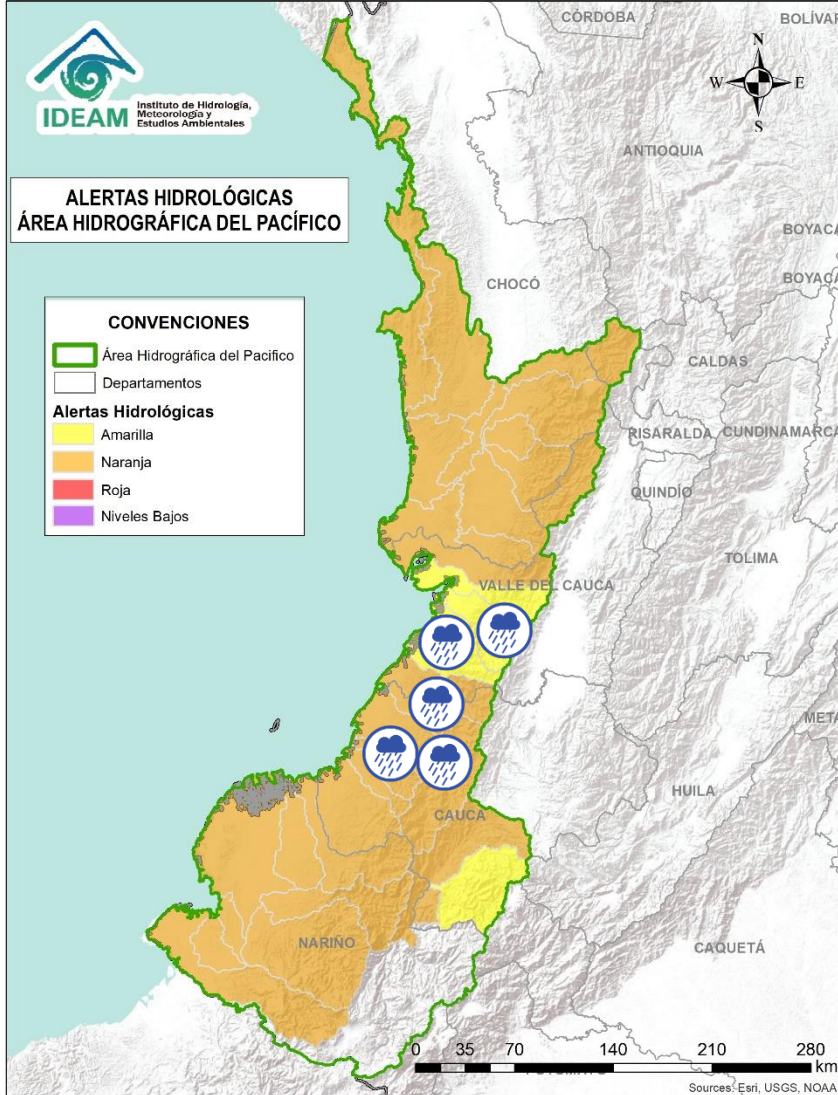 IDEAM
Instituto de Hidrología,
Meteorología y
Estudios Ambientales
ALERTAS HIDROLÓGICAS
ÁREA HIDROGRÁFICA DEL PACÍFICO
CONVENCIONES
Área Hidrográfica del Pacifico
Departamentos
Alertas Hidrológicas
Amarilla
Naranja
Roja
Niveles Bajos
CÓRDOBA
BOLÍVAR
N
W
E
S
ANTIOQUIA
BOYACÁ
CHOCÓ
BOYACÁ
CALDAS
RISARALDA
CUNDINAMARCA
QUINDÍO
TOLIMA
VALLE DEL CAUCA
META
HUILA
CAUCA
NARIÑO
CAQUETÁ
0 35 70 140 210 280
km
Sources: Esri, USGS, NOAA